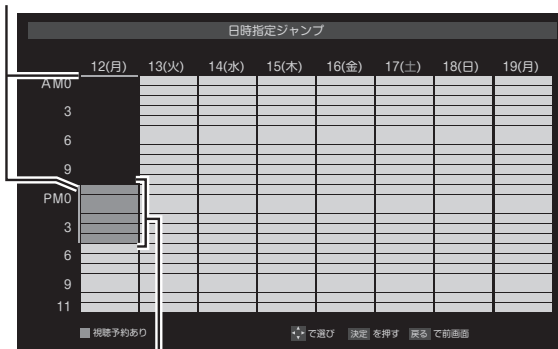 日時指定ジャンプ
12(月) 13(火) 14(水) 15(木) 16(金) 17(土) 18(日) 19(月)
AM0
3
6
9
PM0
3
6
9
11
視聴予約あり で選び 決定 を押す 戻る で前画面